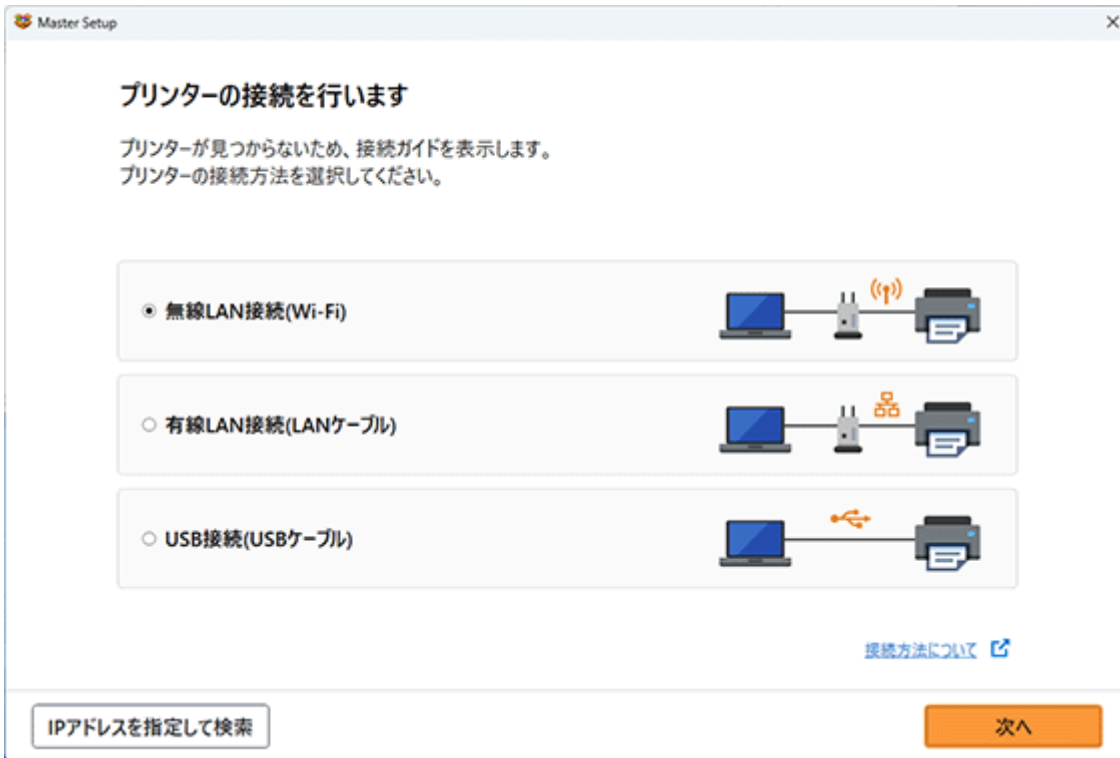 Master Setup
プリンターの接続を行います
プリンターが見つからないため、接続ガイドを表示します。
プリンターの接続方法を選択してください。
無線LAN接続(Wi-Fi)
有線LAN接続(LANケーブル)
USB接続(USBケーブル)
接続方法について
IPアドレスを指定して検索
次へ